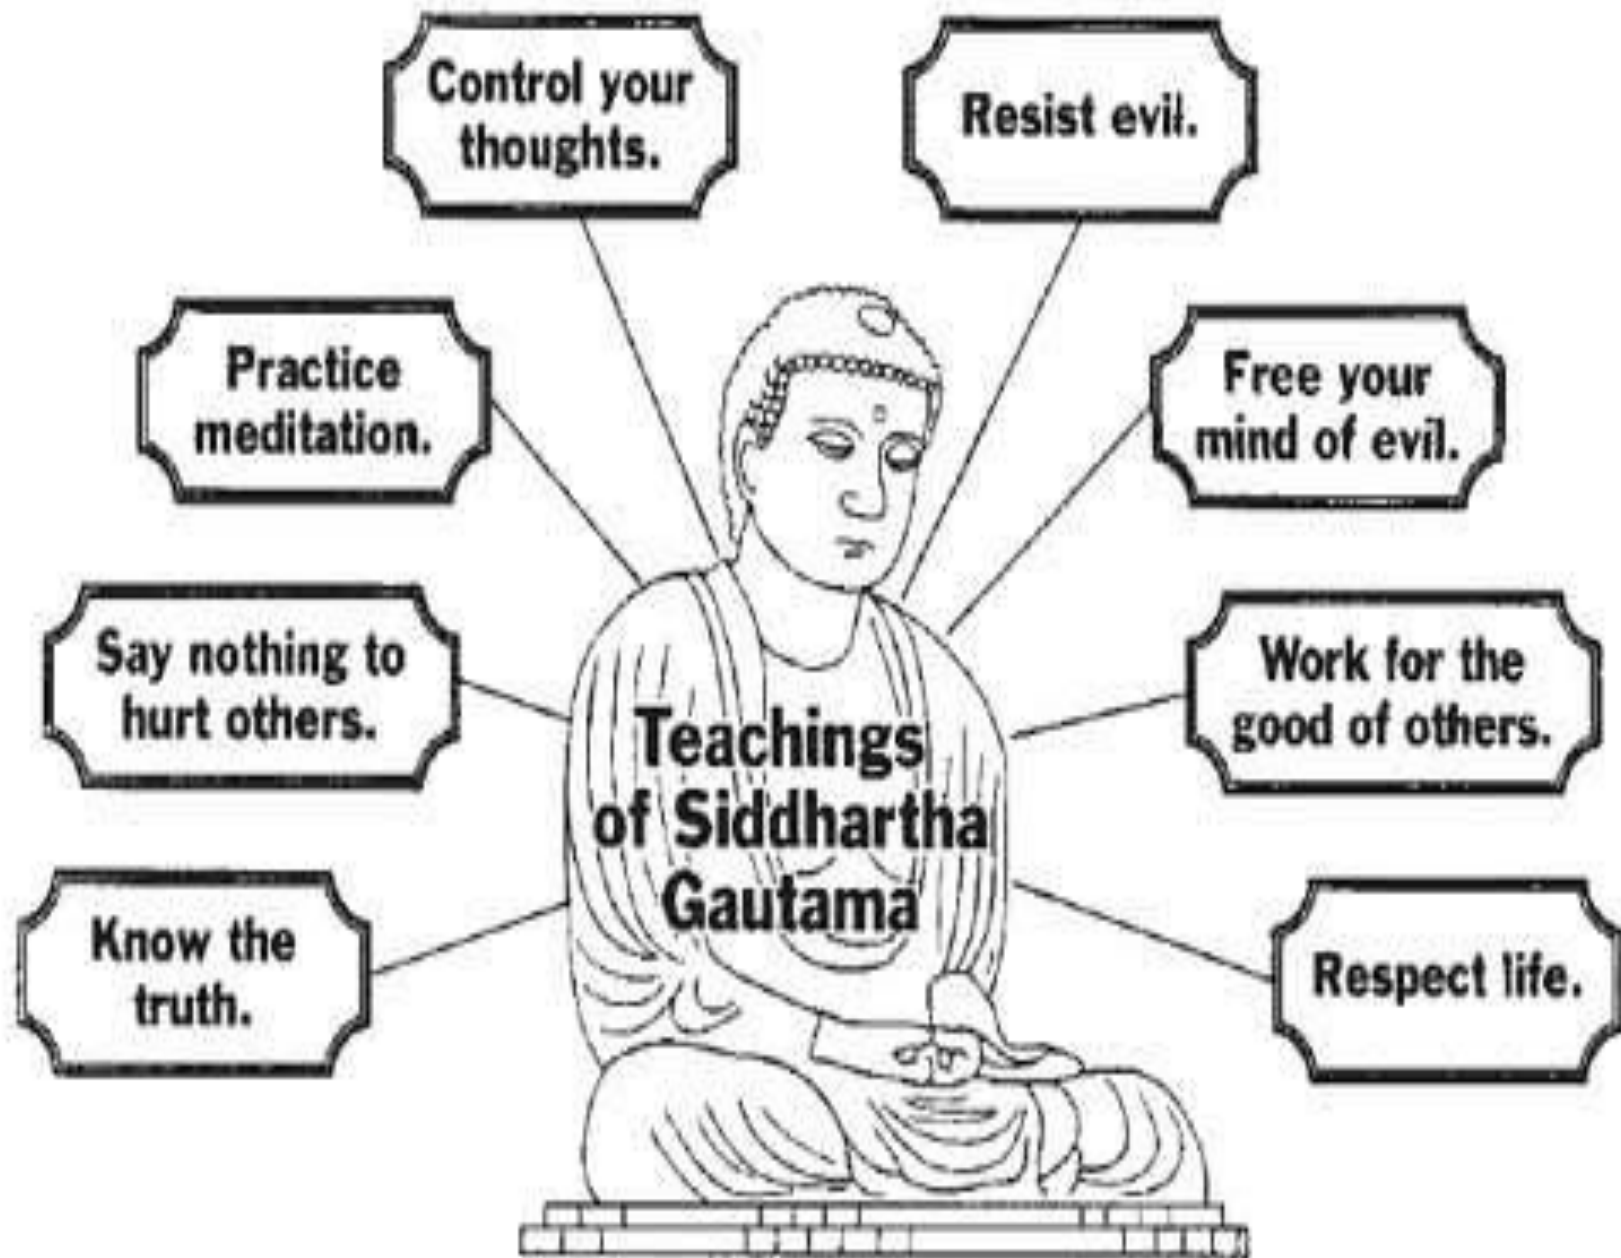 Control your
thoughts.
Resist evil.
Practice
meditation.
Free your
mind of evil.
Say nothing to
hurt others.
Work for the
good of others.
Teachings
of Siddhartha
Gautama
Know the
truth.
Respect life.